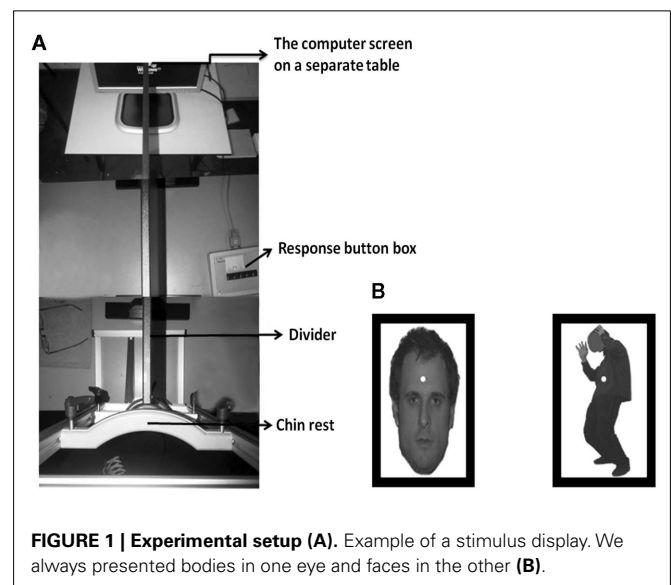 A
The computer screen
on a separate table
Response button box
B
Divider
Chin rest
FIGURE 1 | Experimental setup (A). Example of a stimulus display. We
always presented bodies in one eye and faces in the other (B).